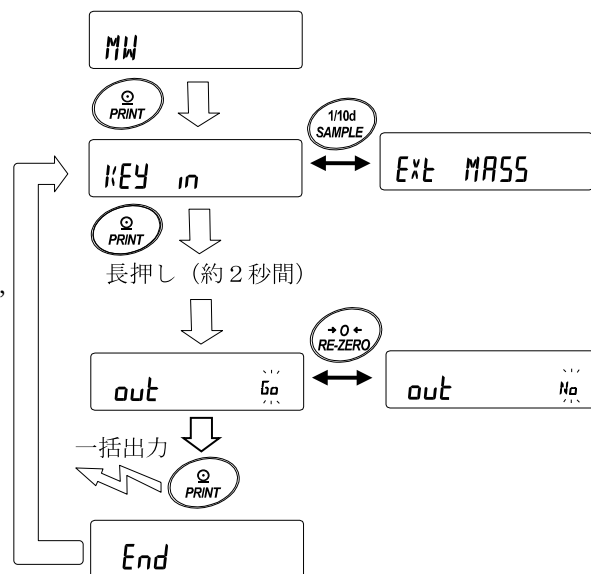 MW
PRINT
1/10d
SAMPLE
KEY in
Ext MASS
PRINT
長押し（約２秒間）
,
→0←
RE-ZERO
out Go
out No
一括出力
PRINT
End